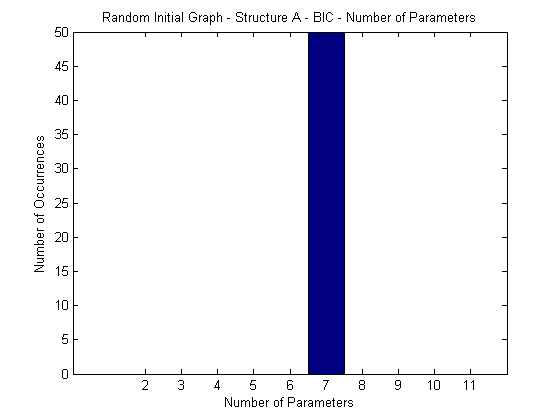 Random Initial Graph - Structure A - BIC - Number of Parameters
50
45
40
35
30
25
20
15
10
5
0
Number of Occurrences
2 3 4 5 6 7 8 9 10 11
Number of Parameters